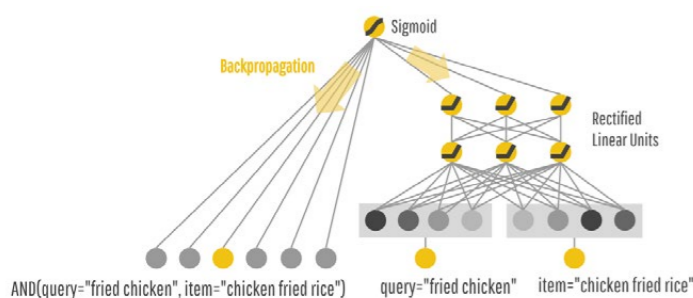 Sigmoid
Backpropagation
Rectified
Linear Units
AND(query="fried chicken", item="chicken fried rice")
query="fried chicken"
item="chicken fried rice"